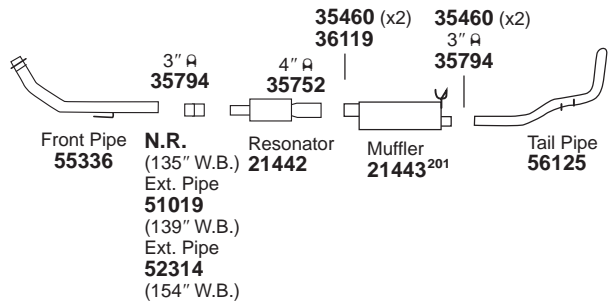 35460 (x2)
36119
35460 (x2)
3″
35794
3″
35794
4″
35752
Front Pipe
55336
N.R.
(135″ W.B.)
Ext. Pipe
51019
(139″ W.B.)
Ext. Pipe
52314
(154″ W.B.)
Resonator
21442
Muffler
21443²⁰¹
Tail Pipe
56125